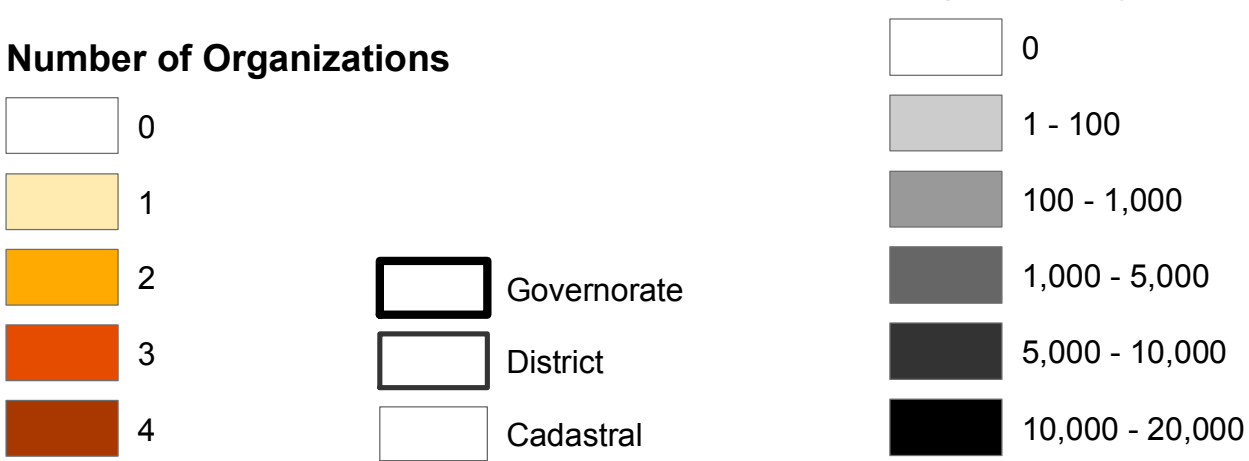 Number of Organizations
0
1
2
3
4
Governorate
District
Cadastral
0
1 - 100
100 - 1,000
1,000 - 5,000
5,000 - 10,000
10,000 - 20,000